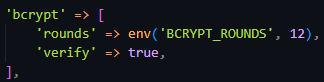 'bcrypt' => [
    'rounds' => env('BCRYPT_ROUNDS', 12),
    'verify' => true,
],